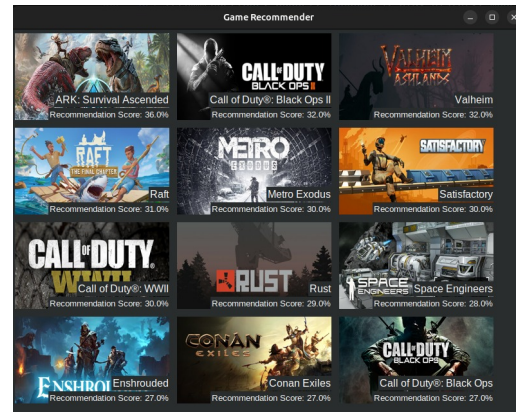 Game Recommender
CALL OF DUTY
BLACK OPS II
VALHEIM
ASHLANDS
ARK: Survival Ascended
Call of Duty®: Black Ops II
Valheim
Recommendation Score: 36.0%
Recommendation Score: 32.0%
Recommendation Score: 32.0%
RAFT
THE FINAL CHAPTER
METRO
EXODUS
SATISFACTORY
Raft
Metro Exodus
Satisfactory
Recommendation Score: 31.0%
Recommendation Score: 30.0%
Recommendation Score: 30.0%
CALL OF DUTY.
WWII
RUST
SPACE
ENGINEERS
Call of Duty®: WWII
Rust
Space Engineers
Recommendation Score: 30.0%
Recommendation Score: 29.0%
Recommendation Score: 28.0%
ENSHROU
CONAN
EXILES
CALL OF DUTY
BLACK OPS
Enshrouded
Conan Exiles
Call of Duty®: Black Ops
Recommendation Score: 27.0%
Recommendation Score: 27.0%
Recommendation Score: 27.0%